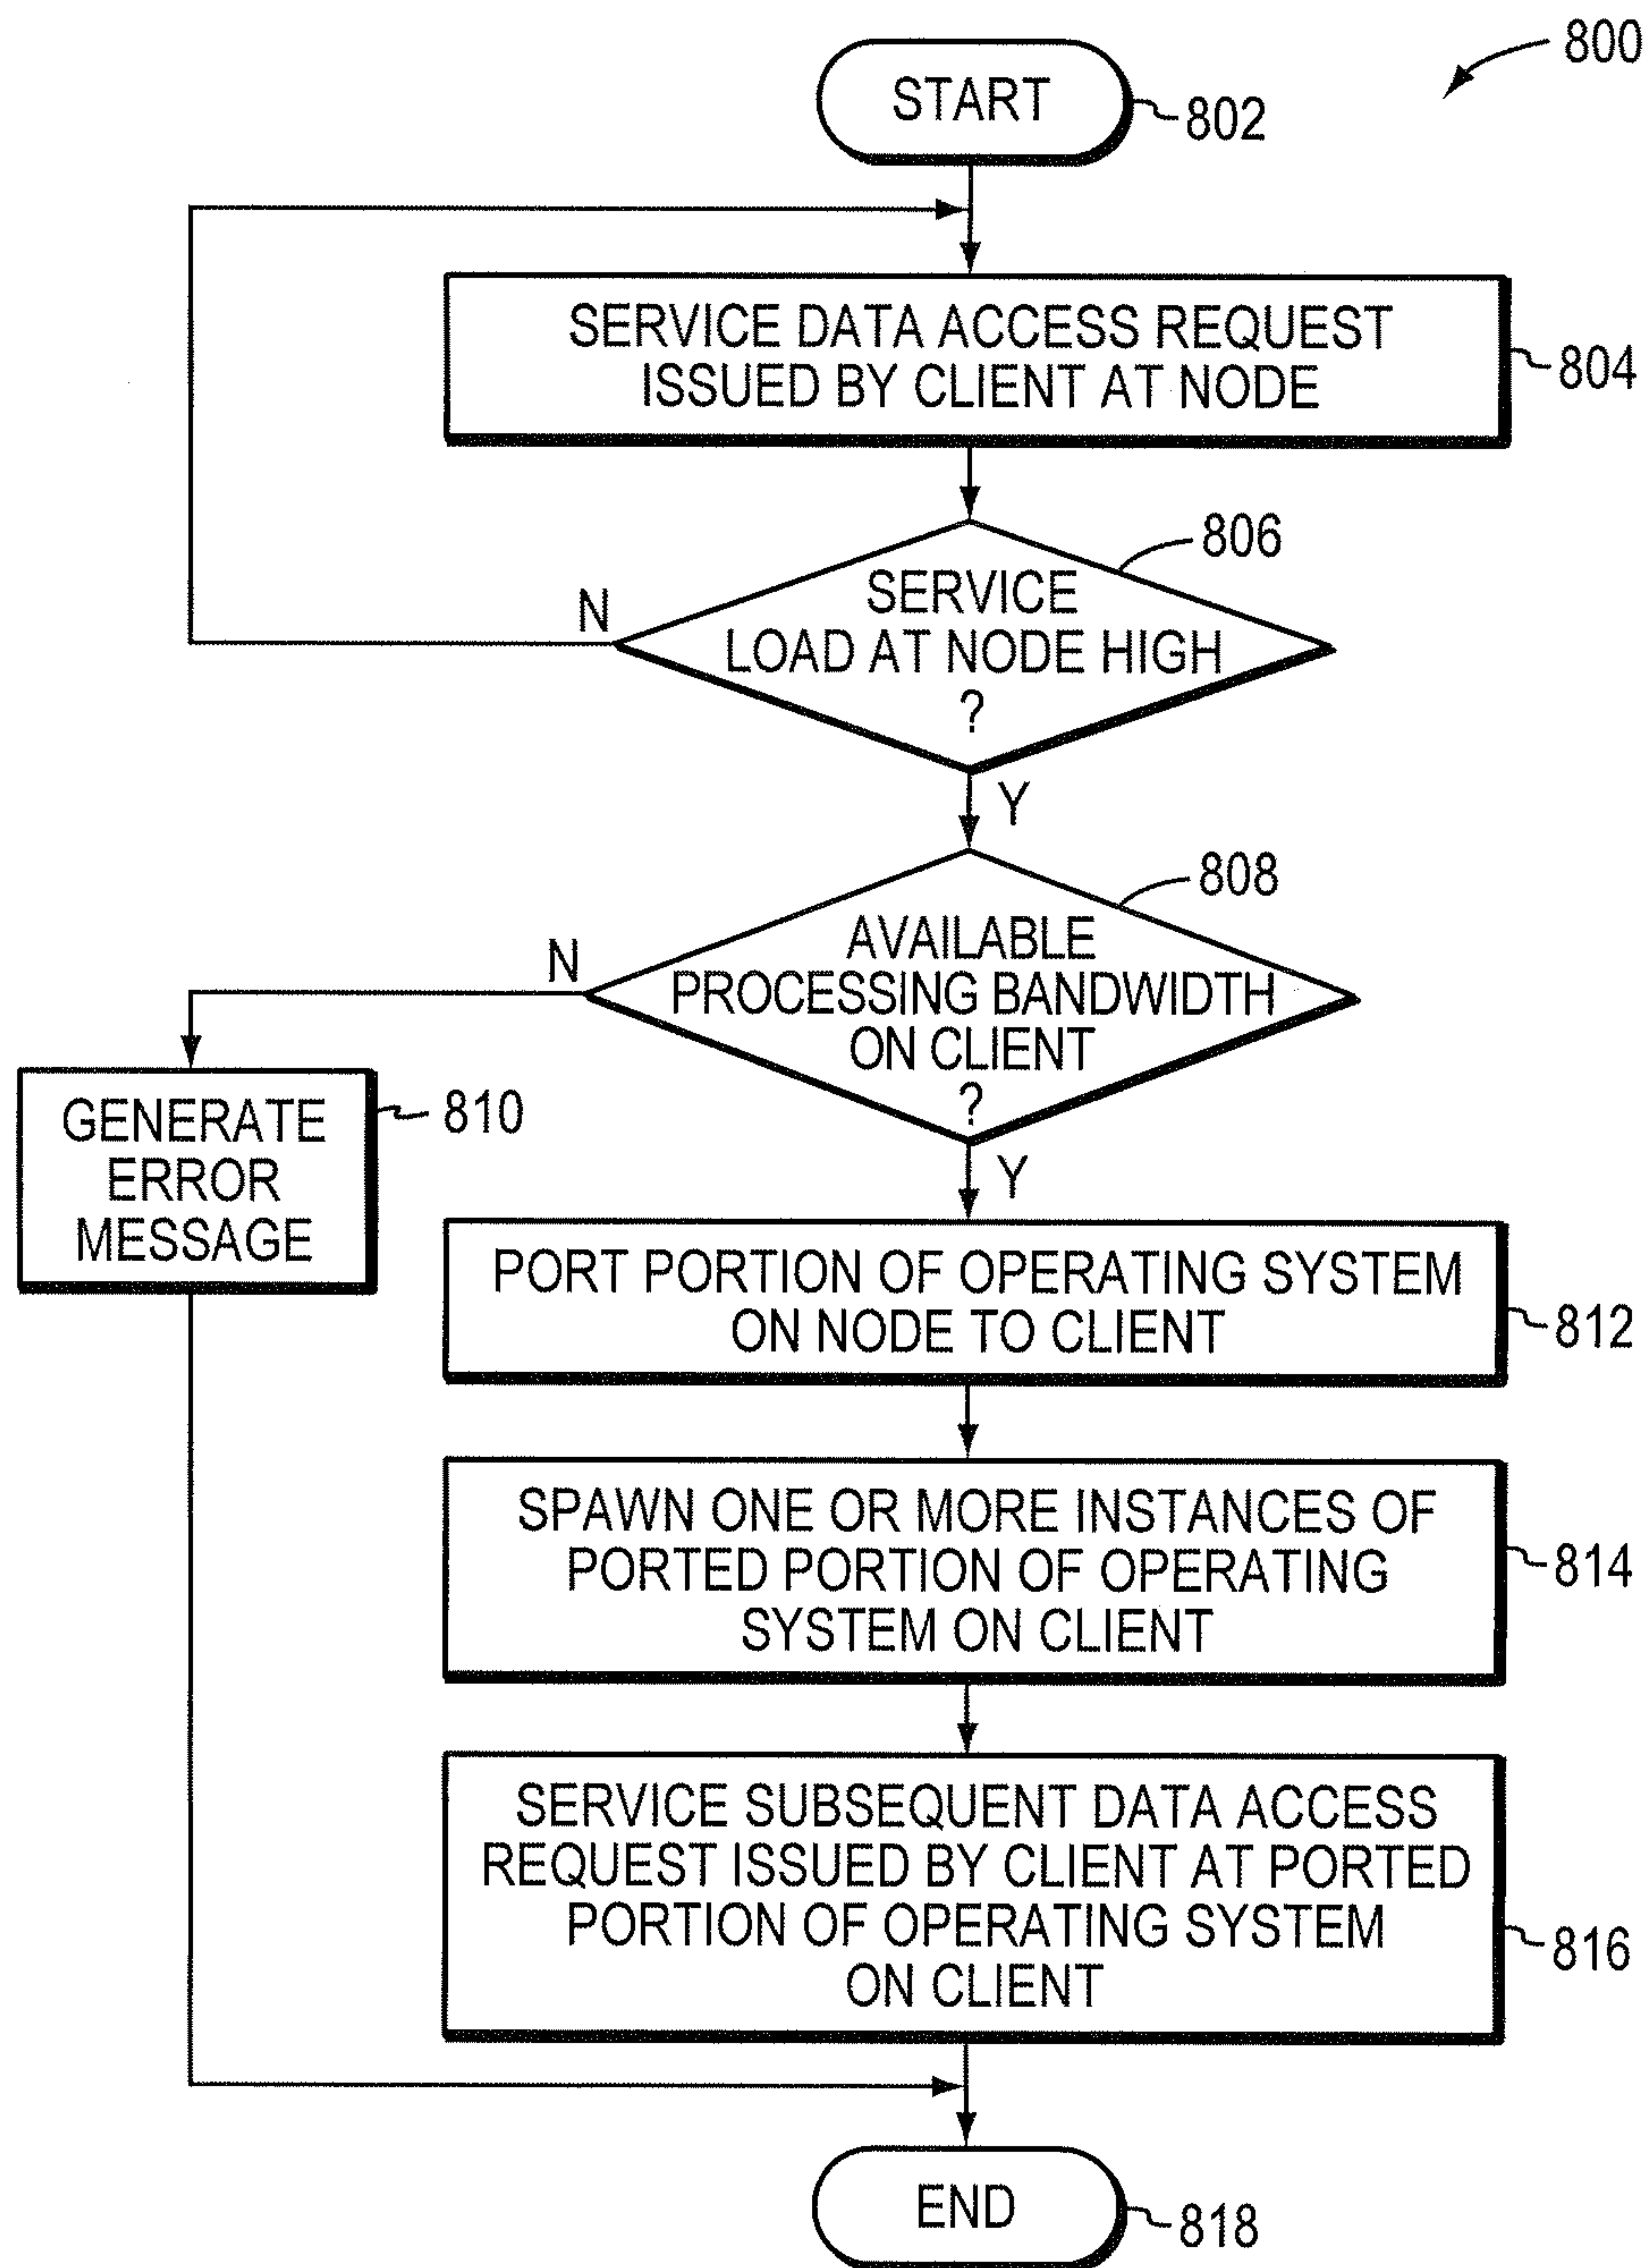 800
START
802
SERVICE DATA ACCESS REQUEST
ISSUED BY CLIENT AT NODE
804
806
SERVICE
LOAD AT NODE HIGH
?
N
Y
808
AVAILABLE
PROCESSING BANDWIDTH
ON CLIENT
?
N
Y
GENERATE
ERROR
MESSAGE
810
PORT PORTION OF OPERATING SYSTEM
ON NODE TO CLIENT
812
SPAWN ONE OR MORE INSTANCES OF
PORTED PORTION OF OPERATING
SYSTEM ON CLIENT
814
SERVICE SUBSEQUENT DATA ACCESS
REQUEST ISSUED BY CLIENT AT PORTED
PORTION OF OPERATING SYSTEM
ON CLIENT
816
END
818